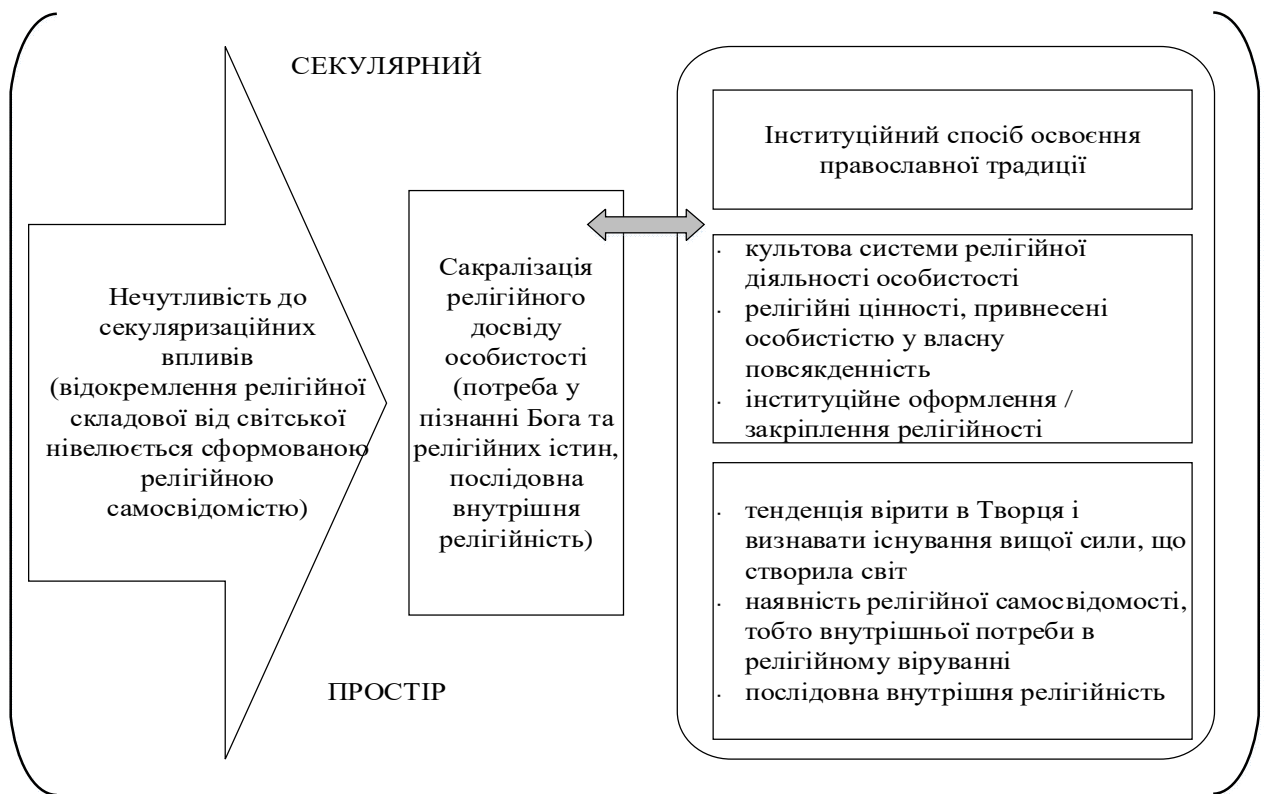 СЕКУЛЯРНИЙ
Нечутливість до
секуляризаційних
впливів
(відокремлення релігійної
складової від світської
нівелюється сформованою
релігійною
самосвідомістю)
Сакралізація
релігійного
досвіду
особистості
(потреба у
пізнанні Бога та
релігійних істин,
послідовна
внутрішня
релігійність)
Інституційний спосіб освоєння
православної традиції
· культова системи релігійної
діяльності особистості
· релігійні цінності, привнесені
особистістю у власну
повсякденність
· інституційне оформлення /
закріплення релігійності
· тенденція вірити в Творця і
визнавати існування вищої сили, що
створила світ
· наявність релігійної самосвідомості,
тобто внутрішньої потреби в
релігійному віруванні
· послідовна внутрішня релігійність
ПРОСТІР